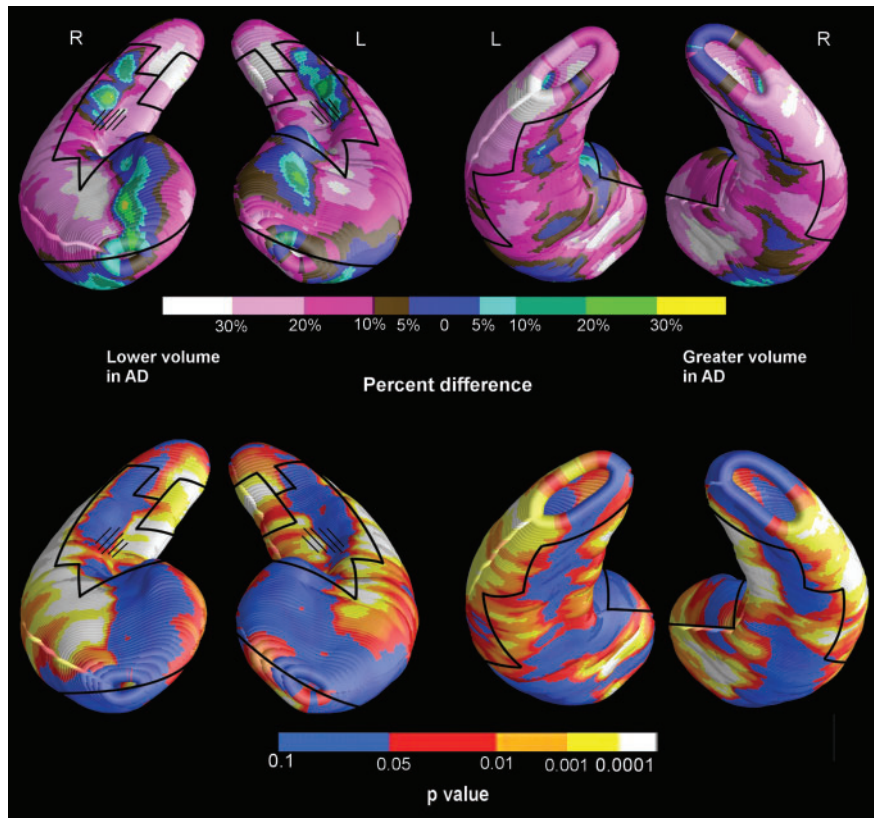 R L L R
30% 20% 10% 5% 0 5% 10% 20% 30%
Lower volume
in AD
Percent difference
Greater volume
in AD
0.1 0.05 0.01 0.001 0.0001
p value